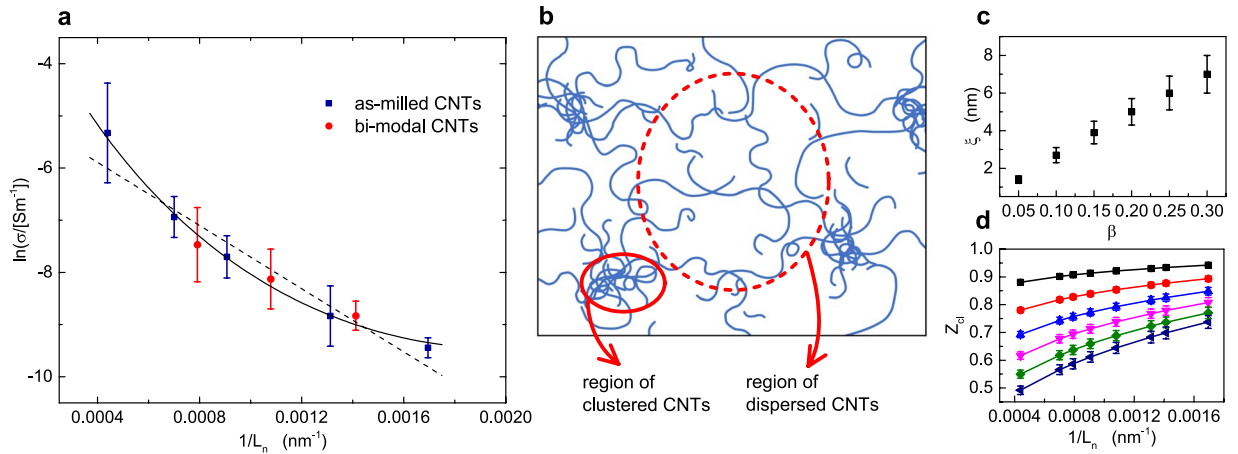 a
-4
-6
-8
-10
ln(σ/[Sm⁻¹])
as-milled CNTs
bi-modal CNTs
0.0004 0.0008 0.0012 0.0016 0.0020
1/Lₙ (nm⁻¹)
b
region of
clustered CNTs
region of
dispersed CNTs
c
8
6
4
2
ξ (nm)
0.05 0.10 0.15 0.20 0.25 0.30
β
d
1.0
0.9
0.8
0.7
0.6
0.5
Z_cl
0.0004 0.0008 0.0012 0.0016
1/Lₙ (nm⁻¹)